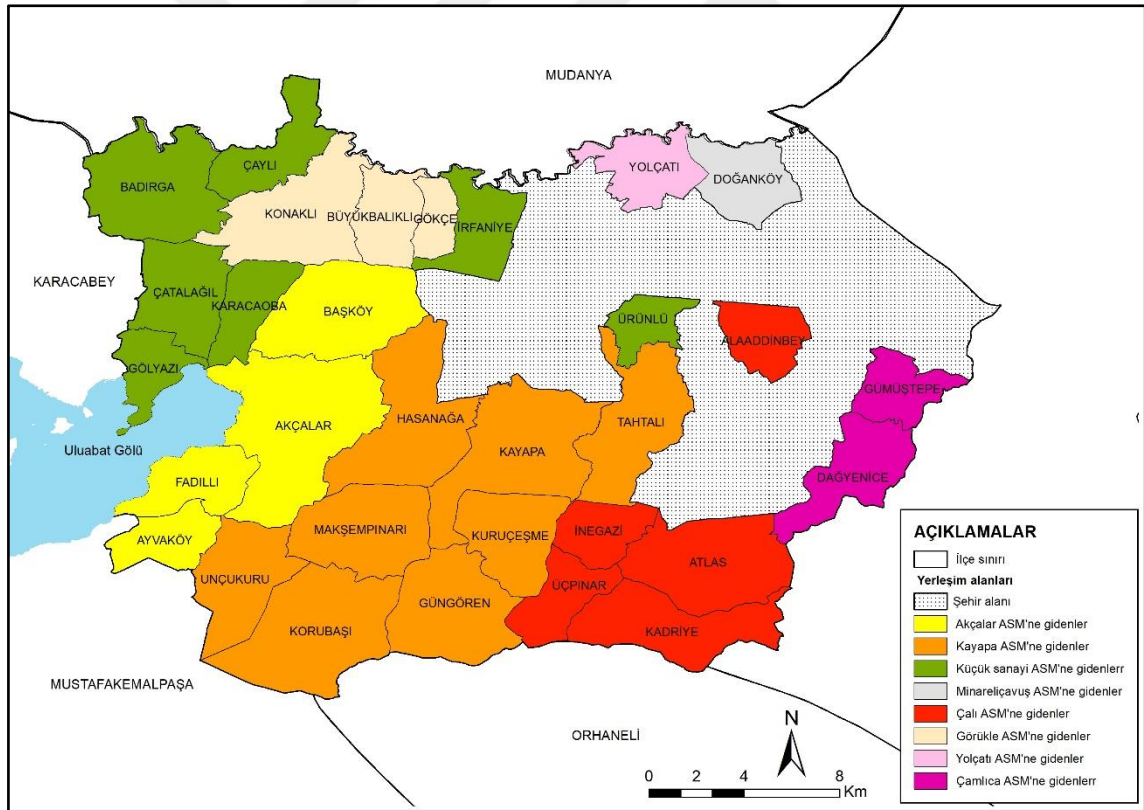 MUDANYA
ÇAYLI
BADIRGA
YOLÇATI
DOĞANKÖY
KONAKLI
BÜYÜKBALIKLI
GÖKÇE
İRFANİYE
KARACABEY
ÇATALAĞIL
KARACAOBA
BAŞKÖY
ÜRÜNLÜ
ALAADDİNBEY
GÖLYAZI
GÜMÜŞTEPE
AKÇALAR
HASANAĞA
TAHTALI
Uluabat Gölü
KAYAPA
DAĞYENİCE
FADILLI
MAKŞEMPINARI
KURUÇEŞME
İNEGAZİ
AYVAKÖY
ATLAS
UNÇUKURU
ÜÇPINAR
GÜNGÖREN
KORUBAŞI
KADRİYE
MUSTAFAKEMALPAŞA
ORHANELİ
N
0 2 4 8
Km
AÇIKLAMALAR
İlçe sınırı
Yerleşim alanları
Şehir alanı
Akçalar ASM'ne gidenler
Kayapa ASM'ne gidenler
Küçük sanayi ASM'ne gidenlerr
Minareliçavuş ASM'ne gidenler
Çalı ASM'ne gidenler
Görükle ASM'ne gidenler
Yolçatı ASM'ne gidenler
Çamlıca ASM'ne gidenlerr